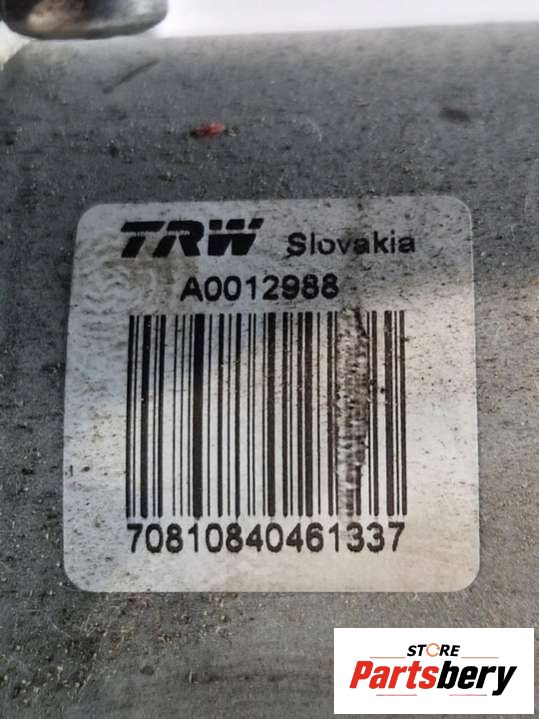 TRW Slovakia
A0012988
70810840461337
STORE
Partsbery